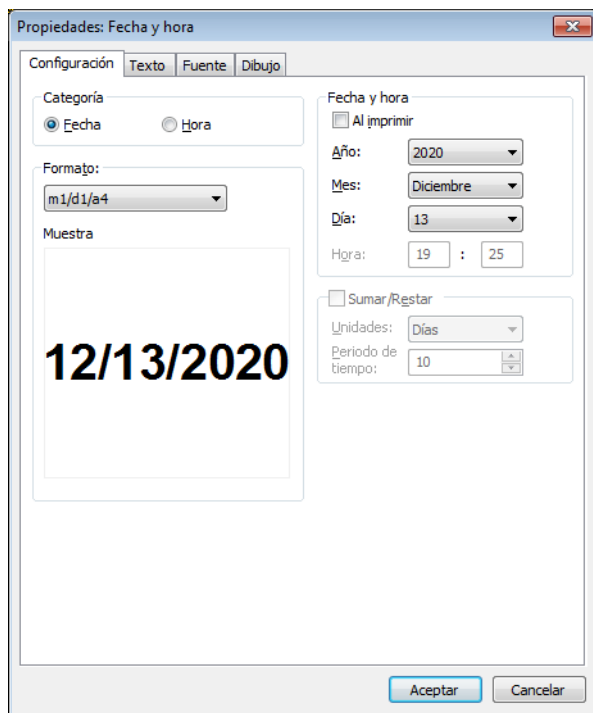 Propiedades: Fecha y hora
Configuración Texto Fuente Dibujo
Categoría
Fecha Hora
Formato:
m1/d1/a4
Muestra
12/13/2020
Fecha y hora
Al imprimir
Año: 2020
Mes: Diciembre
Día: 13
Hora: 19 : 25
Sumar/Restar
Unidades: Días
Periodo de
tiempo: 10
Aceptar Cancelar